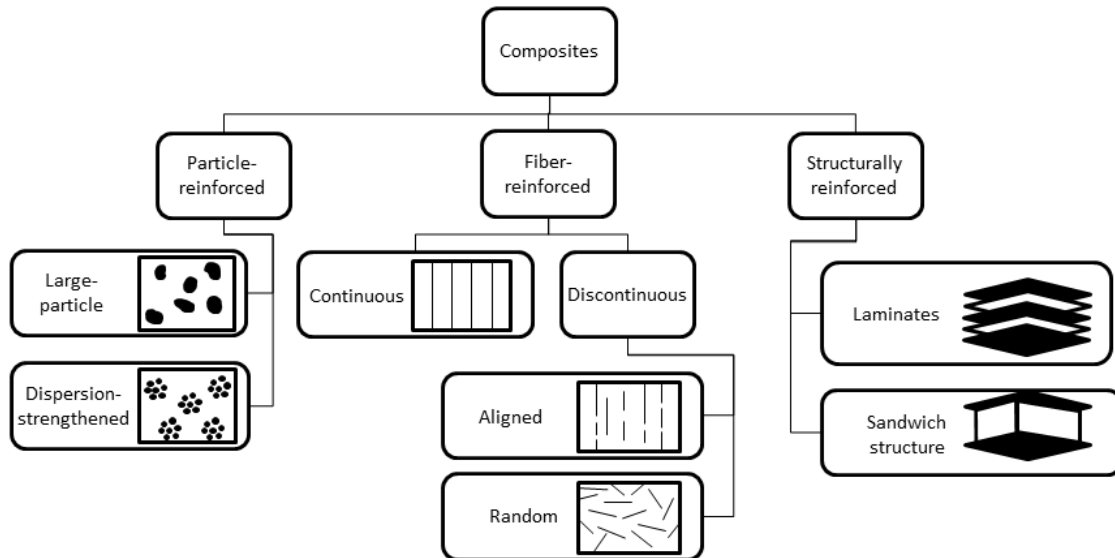 Composites
Particle-
reinforced
Fiber-
reinforced
Structurally
reinforced
Large-
particle
Continuous
Discontinuous
Laminates
Dispersion-
strengthened
Aligned
Sandwich
structure
Random